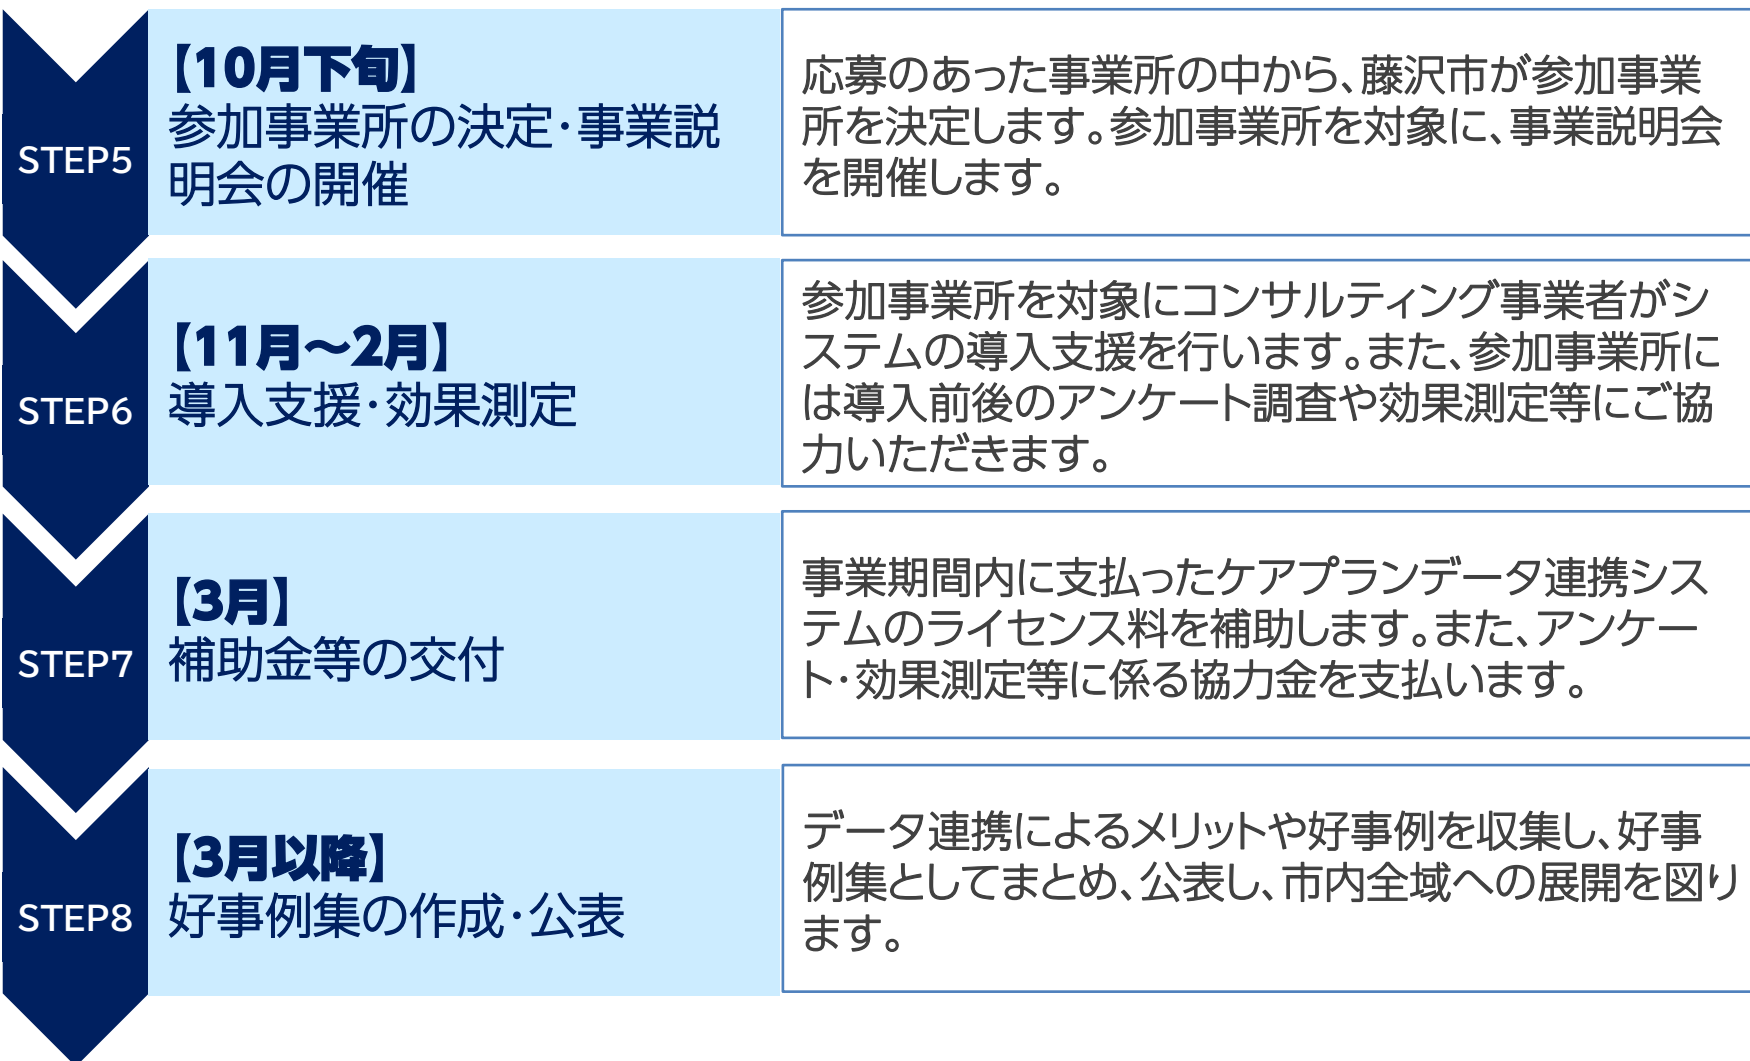 STEP5
【10月下旬】
参加事業所の決定･事業説
明会の開催
応募のあった事業所の中から、藤沢市が参加事業
所を決定します。参加事業所を対象に、事業説明会
を開催します。
STEP6
【11月～2月】
導入支援･効果測定
参加事業所を対象にコンサルティング事業者がシ
ステムの導入支援を行います。また、参加事業所に
は導入前後のアンケート調査や効果測定等にご協
力いただきます。
STEP7
【3月】
補助金等の交付
事業期間内に支払ったケアプランデータ連携シス
テムのライセンス料を補助します。また、アンケー
ト･効果測定等に係る協力金を支払います。
STEP8
【3月以降】
好事例集の作成･公表
データ連携によるメリットや好事例を収集し、好事
例集としてまとめ、公表し、市内全域への展開を図り
ます。